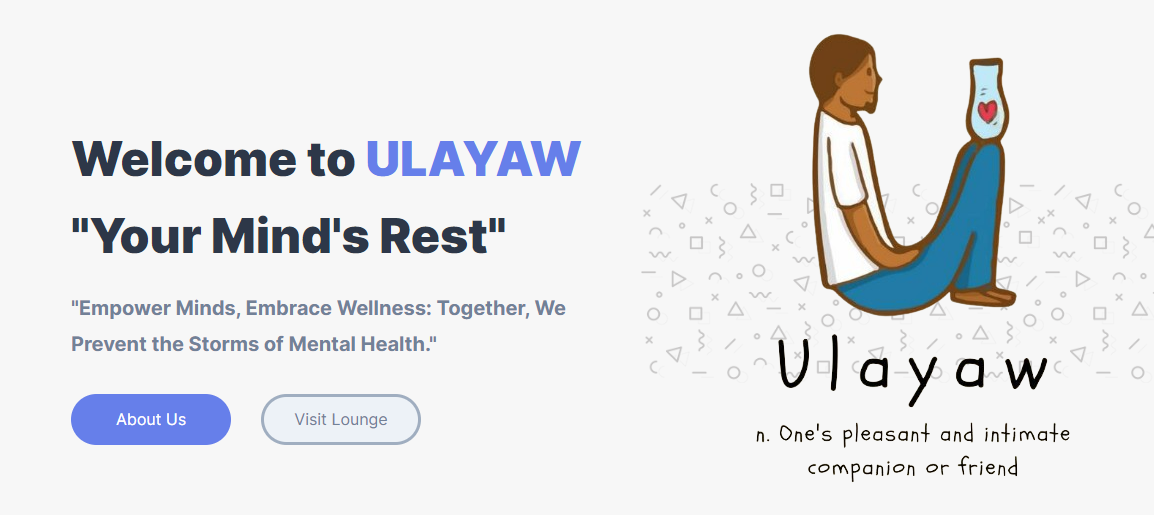 Welcome to ULAYAW
"Your Mind's Rest"
"Empower Minds, Embrace Wellness: Together, We
Prevent the Storms of Mental Health."
About Us
Visit Lounge
Ulayaw
n. One's pleasant and intimate
companion or friend